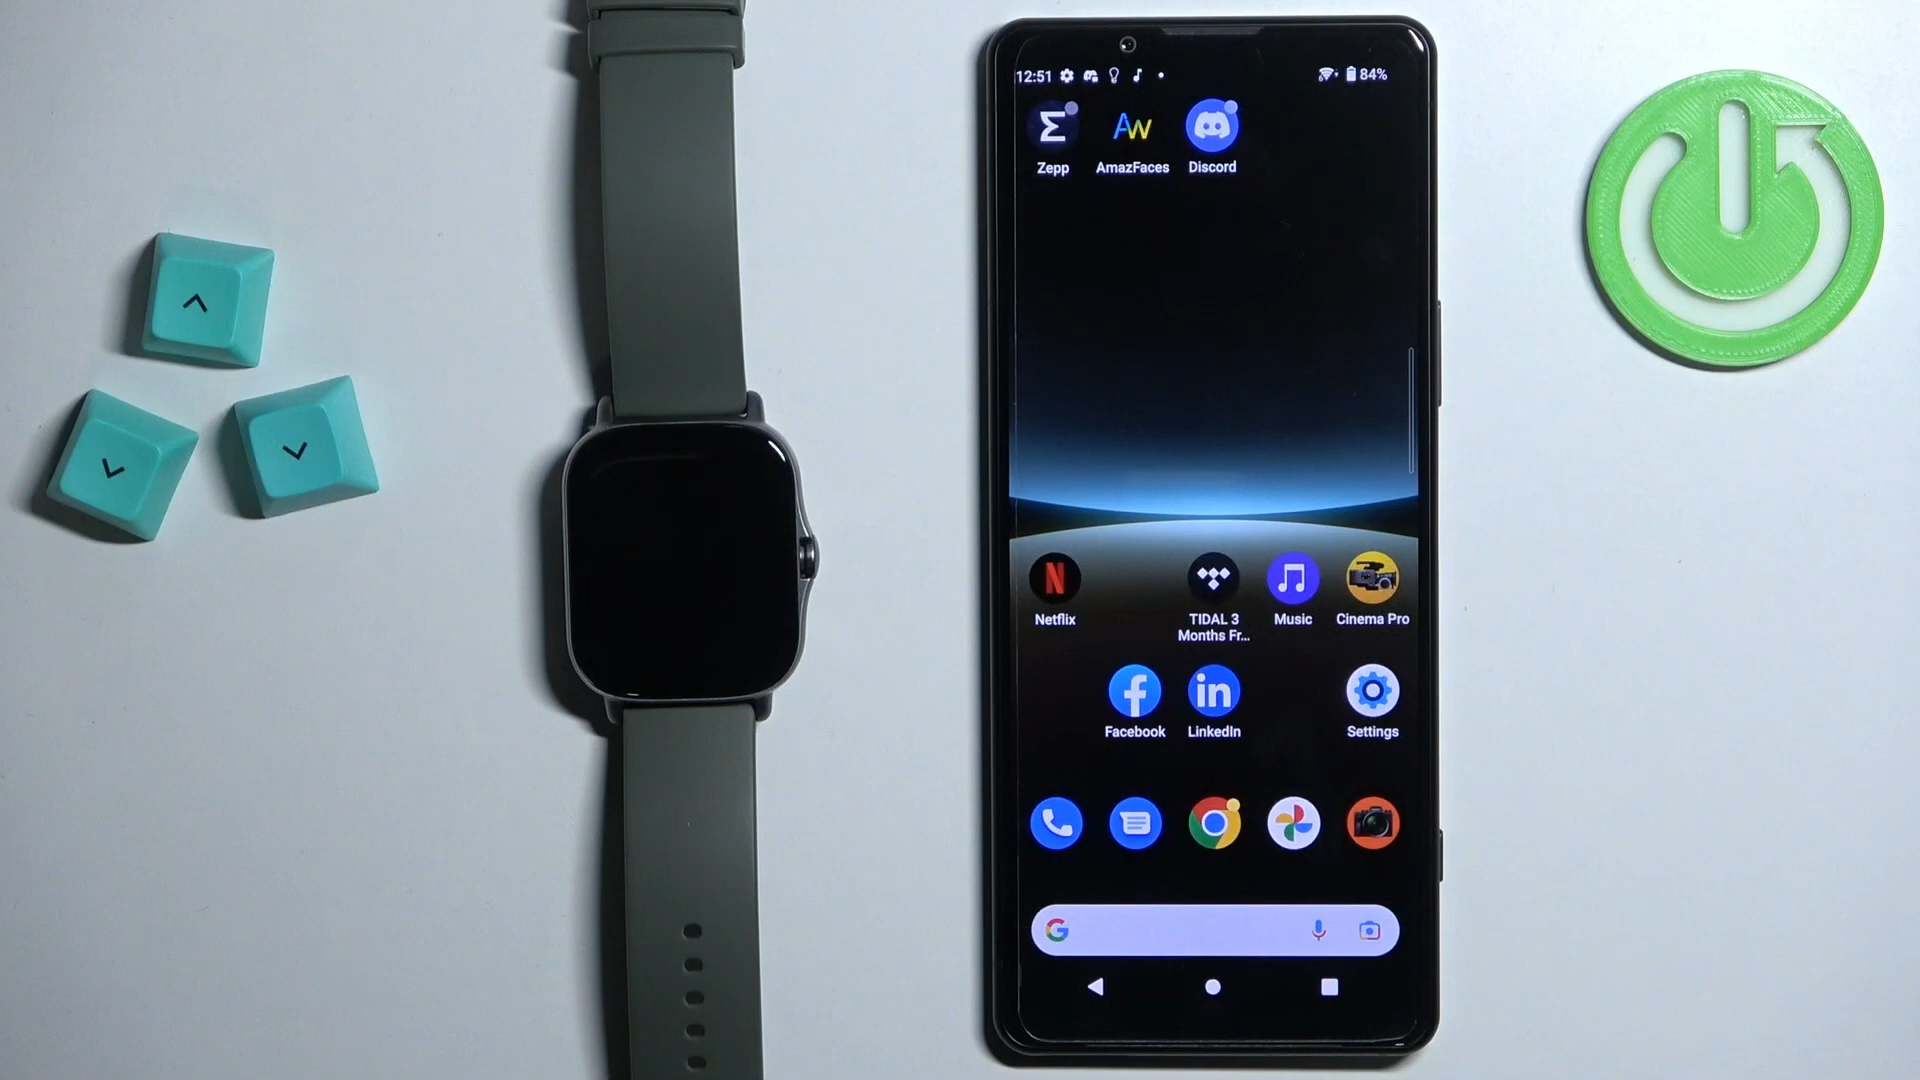 12:51
84%
Zepp
AmazFaces
Discord
Netflix
TIDAL 3
Months Fr...
Music
Cinema Pro
Facebook
LinkedIn
Settings